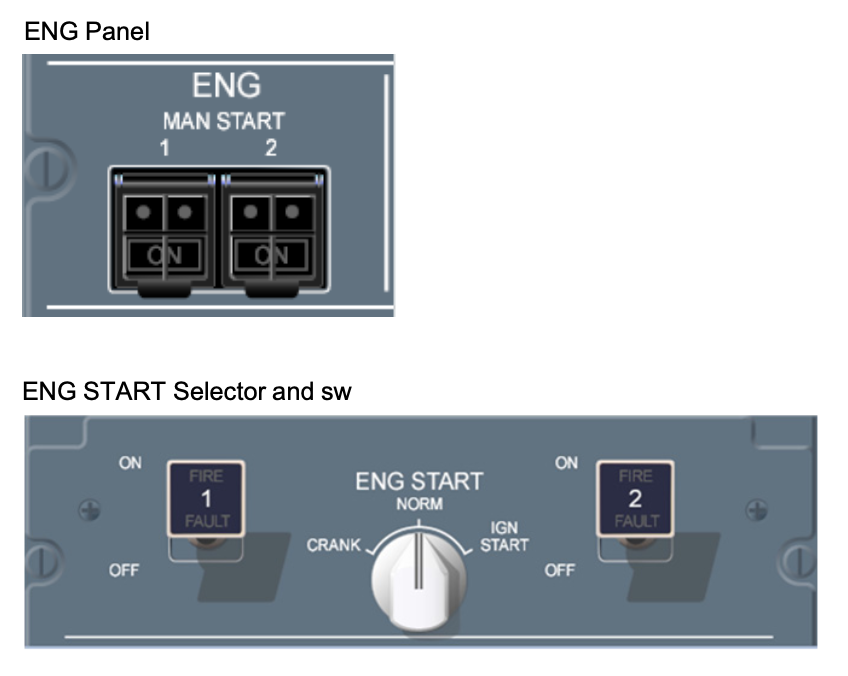 ENG Panel
ENG
MAN START
1 2
ON ON
ENG START Selector and sw
ON FIRE 1 FAULT OFF
ENG START
NORM
CRANK
IGN
START
ON FIRE 2 FAULT OFF